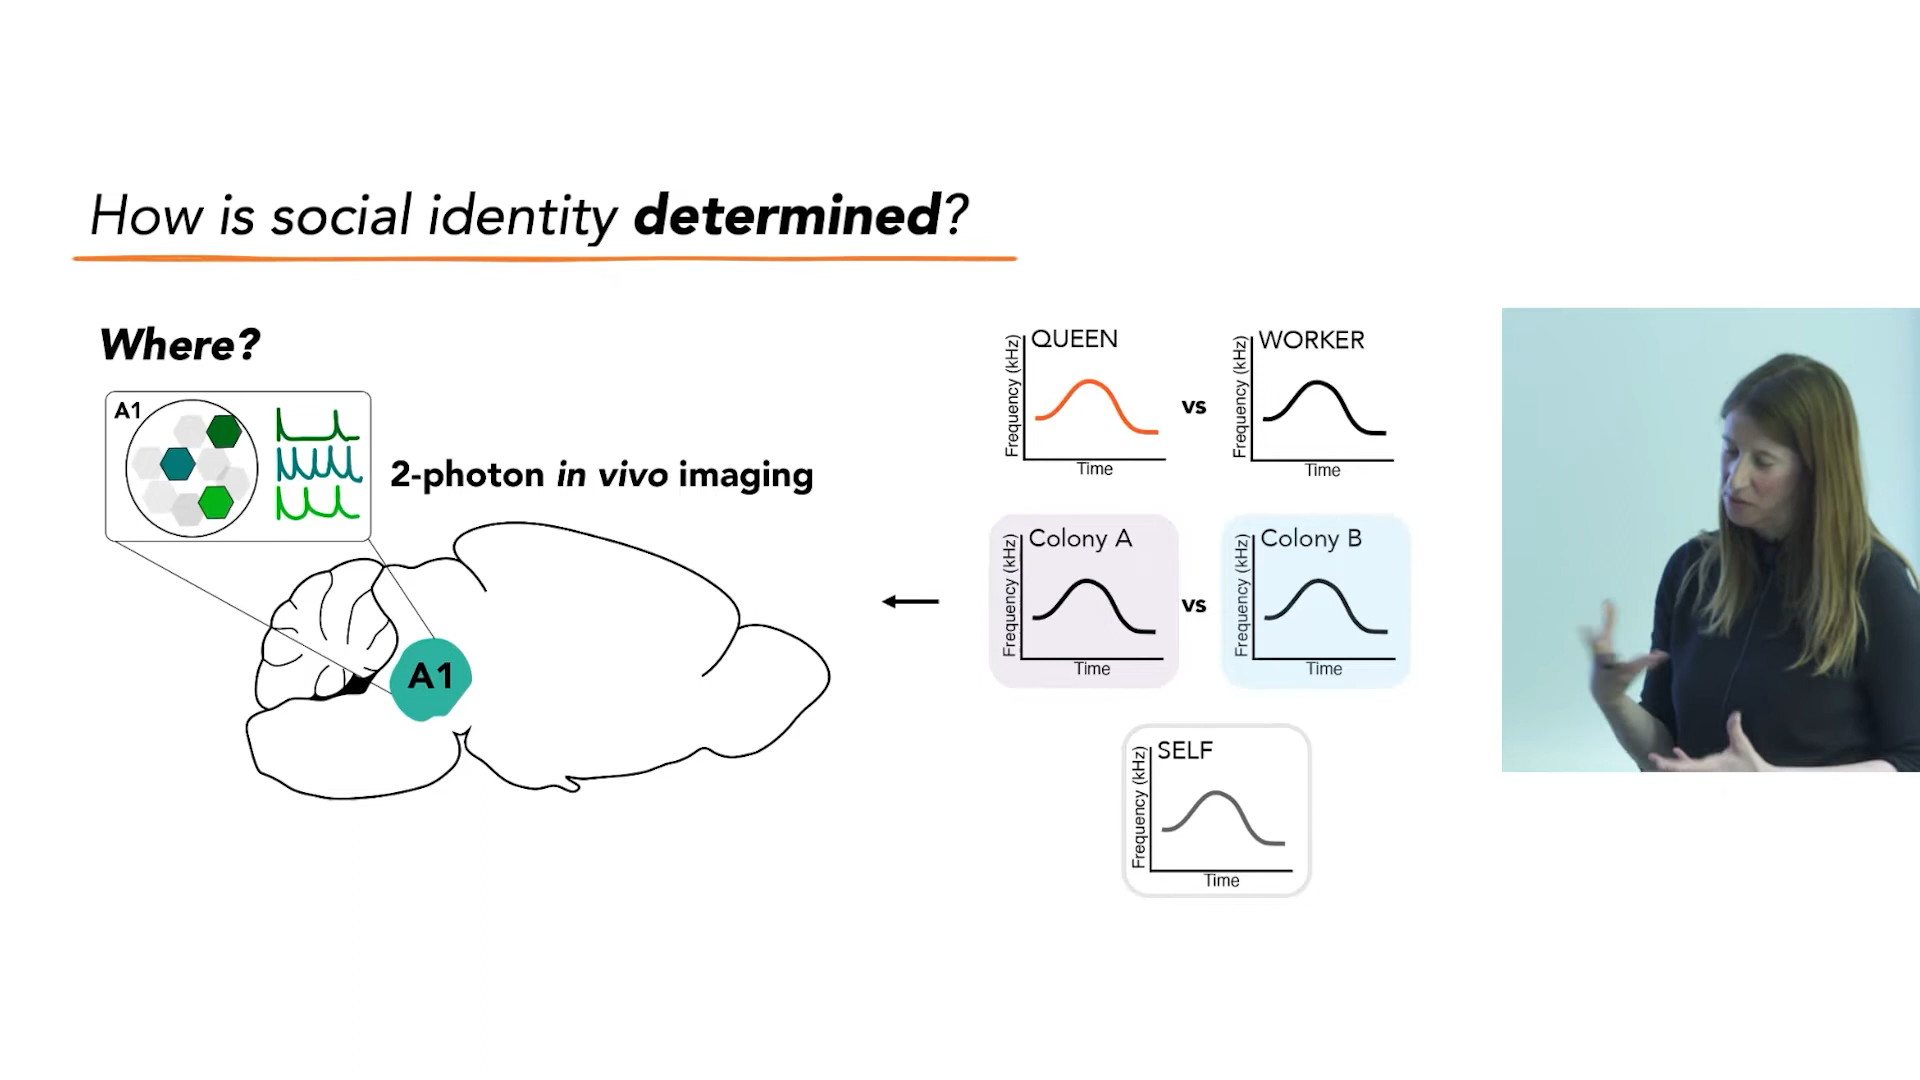 How is social identity determined?
Where?
A1
2-photon in vivo imaging
A1
QUEEN
Frequency (kHz)
Time
vs
WORKER
Frequency (kHz)
Time
Colony A
Frequency (kHz)
Time
vs
Colony B
Frequency (kHz)
Time
SELF
Frequency (kHz)
Time